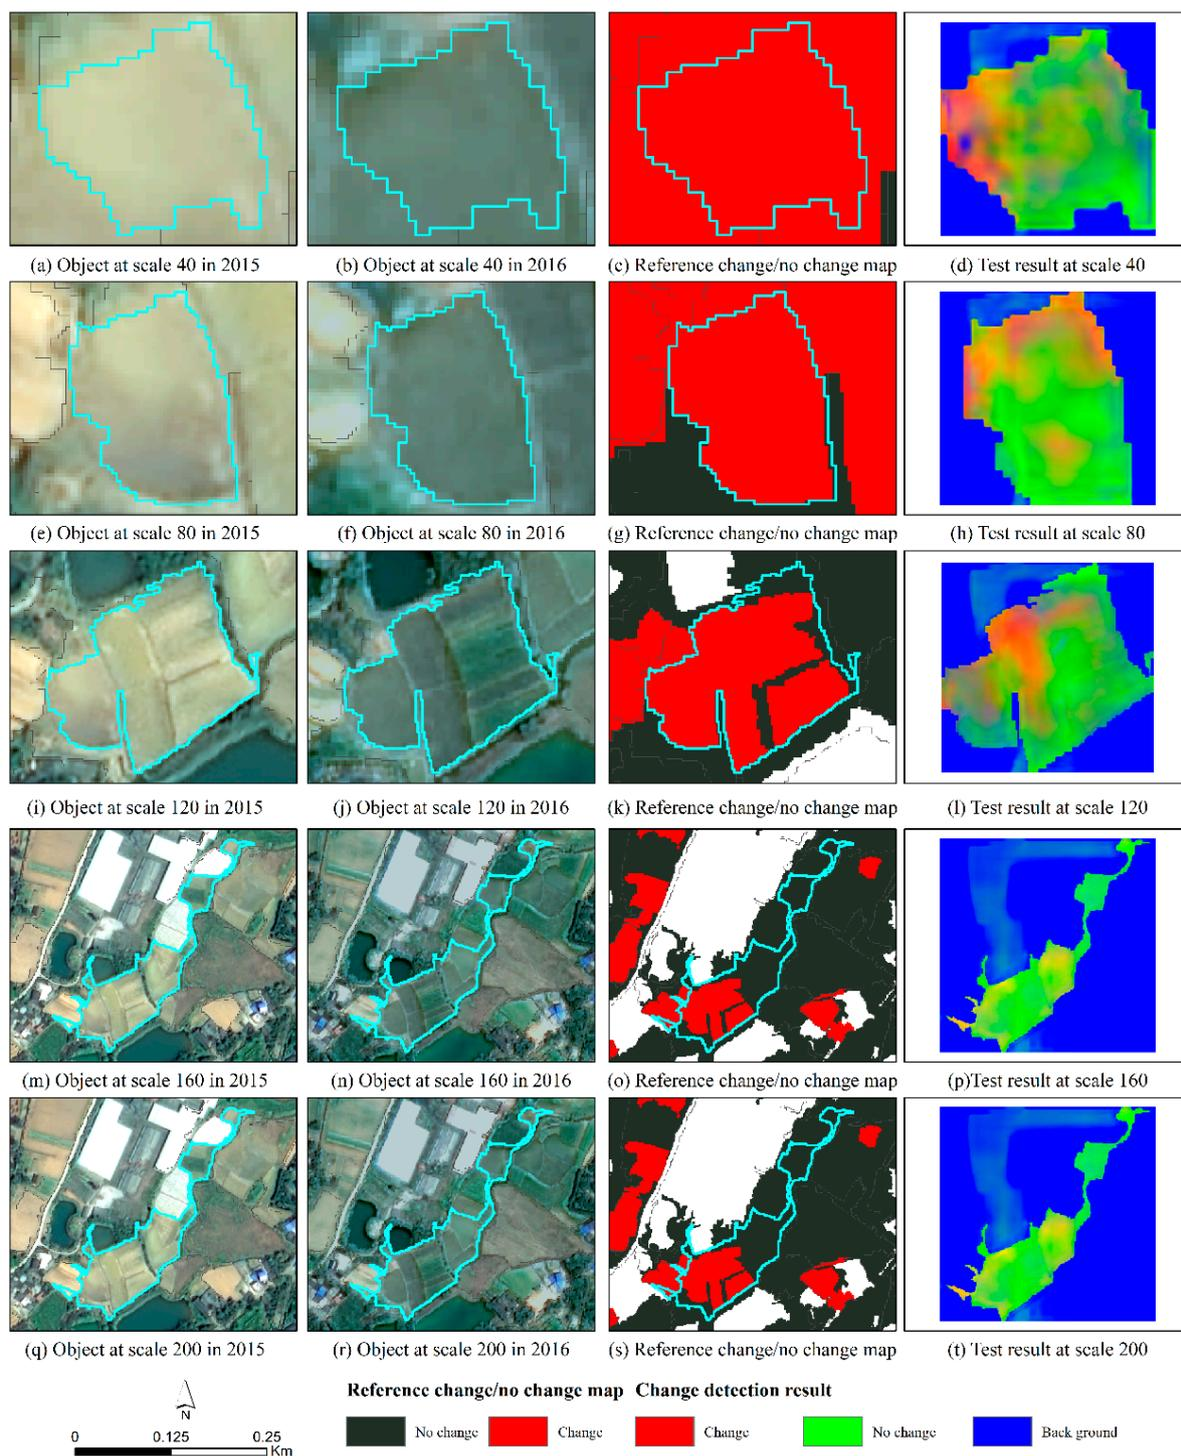 (a) Object at scale 40 in 2015
(b) Object at scale 40 in 2016
(c) Reference change/no change map
(d) Test result at scale 40
(e) Object at scale 80 in 2015
(f) Object at scale 80 in 2016
(g) Reference change/no change map
(h) Test result at scale 80
(i) Object at scale 120 in 2015
(j) Object at scale 120 in 2016
(k) Reference change/no change map
(l) Test result at scale 120
(m) Object at scale 160 in 2015
(n) Object at scale 160 in 2016
(o) Reference change/no change map
(p)Test result at scale 160
(q) Object at scale 200 in 2015
(r) Object at scale 200 in 2016
(s) Reference change/no change map
(t) Test result at scale 200
N
0 0.125 0.25
Km
Reference change/no change map Change detection result
No change Change Change No change Back ground